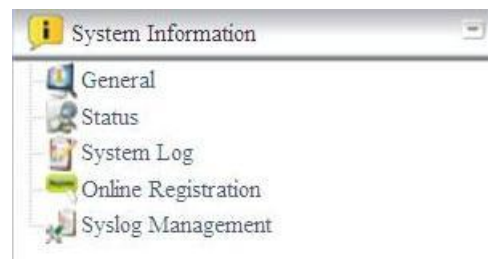 System Information
General
Status
System Log
Online Registration
Syslog Management